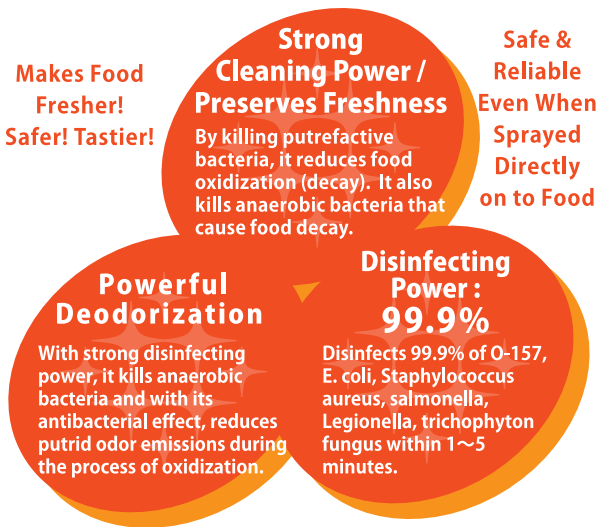 Makes Food
Fresher!
Safer! Tastier!
Strong
Cleaning Power /
Preserves Freshness
By killing putrefactive
bacteria, it reduces food
oxidization (decay).  It also
kills anaerobic bacteria that
cause food decay.
Safe &
Reliable
Even When
Sprayed
Directly
on to Food
Powerful
Deodorization
With strong disinfecting
power, it kills anaerobic
bacteria and with its
antibacterial effect, reduces
putrid odor emissions during
the process of oxidization.
Disinfecting
Power :
99.9%
Disinfects 99.9% of O-157,
E. coli, Staphylococcus
aureus, salmonella,
Legionella, trichophyton
fungus within 1～5
minutes.